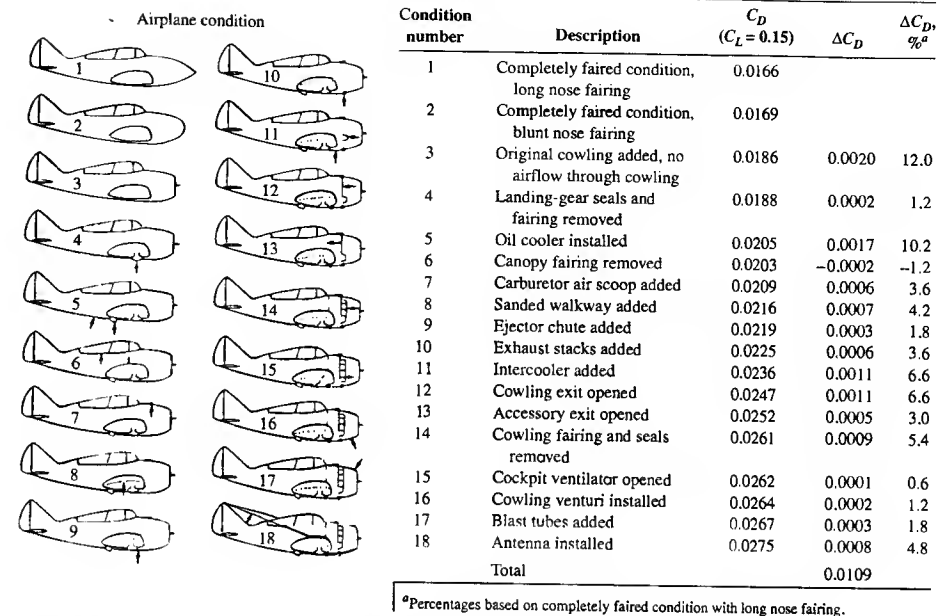 Airplane condition
1
2
3
4
5
6
7
8
9
10
11
12
13
14
15
16
17
18
Condition number Description C_D (C_L = 0.15) ΔC_D ΔC_D, %ᵃ
1 Completely faired condition, 0.0166
long nose fairing
2 Completely faired condition, 0.0169
blunt nose fairing
3 Original cowling added, no 0.0186 0.0020 12.0
airflow through cowling
4 Landing-gear seals and 0.0188 0.0002 1.2
fairing removed
5 Oil cooler installed 0.0205 0.0017 10.2
6 Canopy fairing removed 0.0203 −0.0002 −1.2
7 Carburetor air scoop added 0.0209 0.0006 3.6
8 Sanded walkway added 0.0216 0.0007 4.2
9 Ejector chute added 0.0219 0.0003 1.8
10 Exhaust stacks added 0.0225 0.0006 3.6
11 Intercooler added 0.0236 0.0011 6.6
12 Cowling exit opened 0.0247 0.0011 6.6
13 Accessory exit opened 0.0252 0.0005 3.0
14 Cowling fairing and seals 0.0261 0.0009 5.4
removed
15 Cockpit ventilator opened 0.0262 0.0001 0.6
16 Cowling venturi installed 0.0264 0.0002 1.2
17 Blast tubes added 0.0267 0.0003 1.8
18 Antenna installed 0.0275 0.0008 4.8
Total 0.0109
ᵃPercentages based on completely faired condition with long nose fairing.